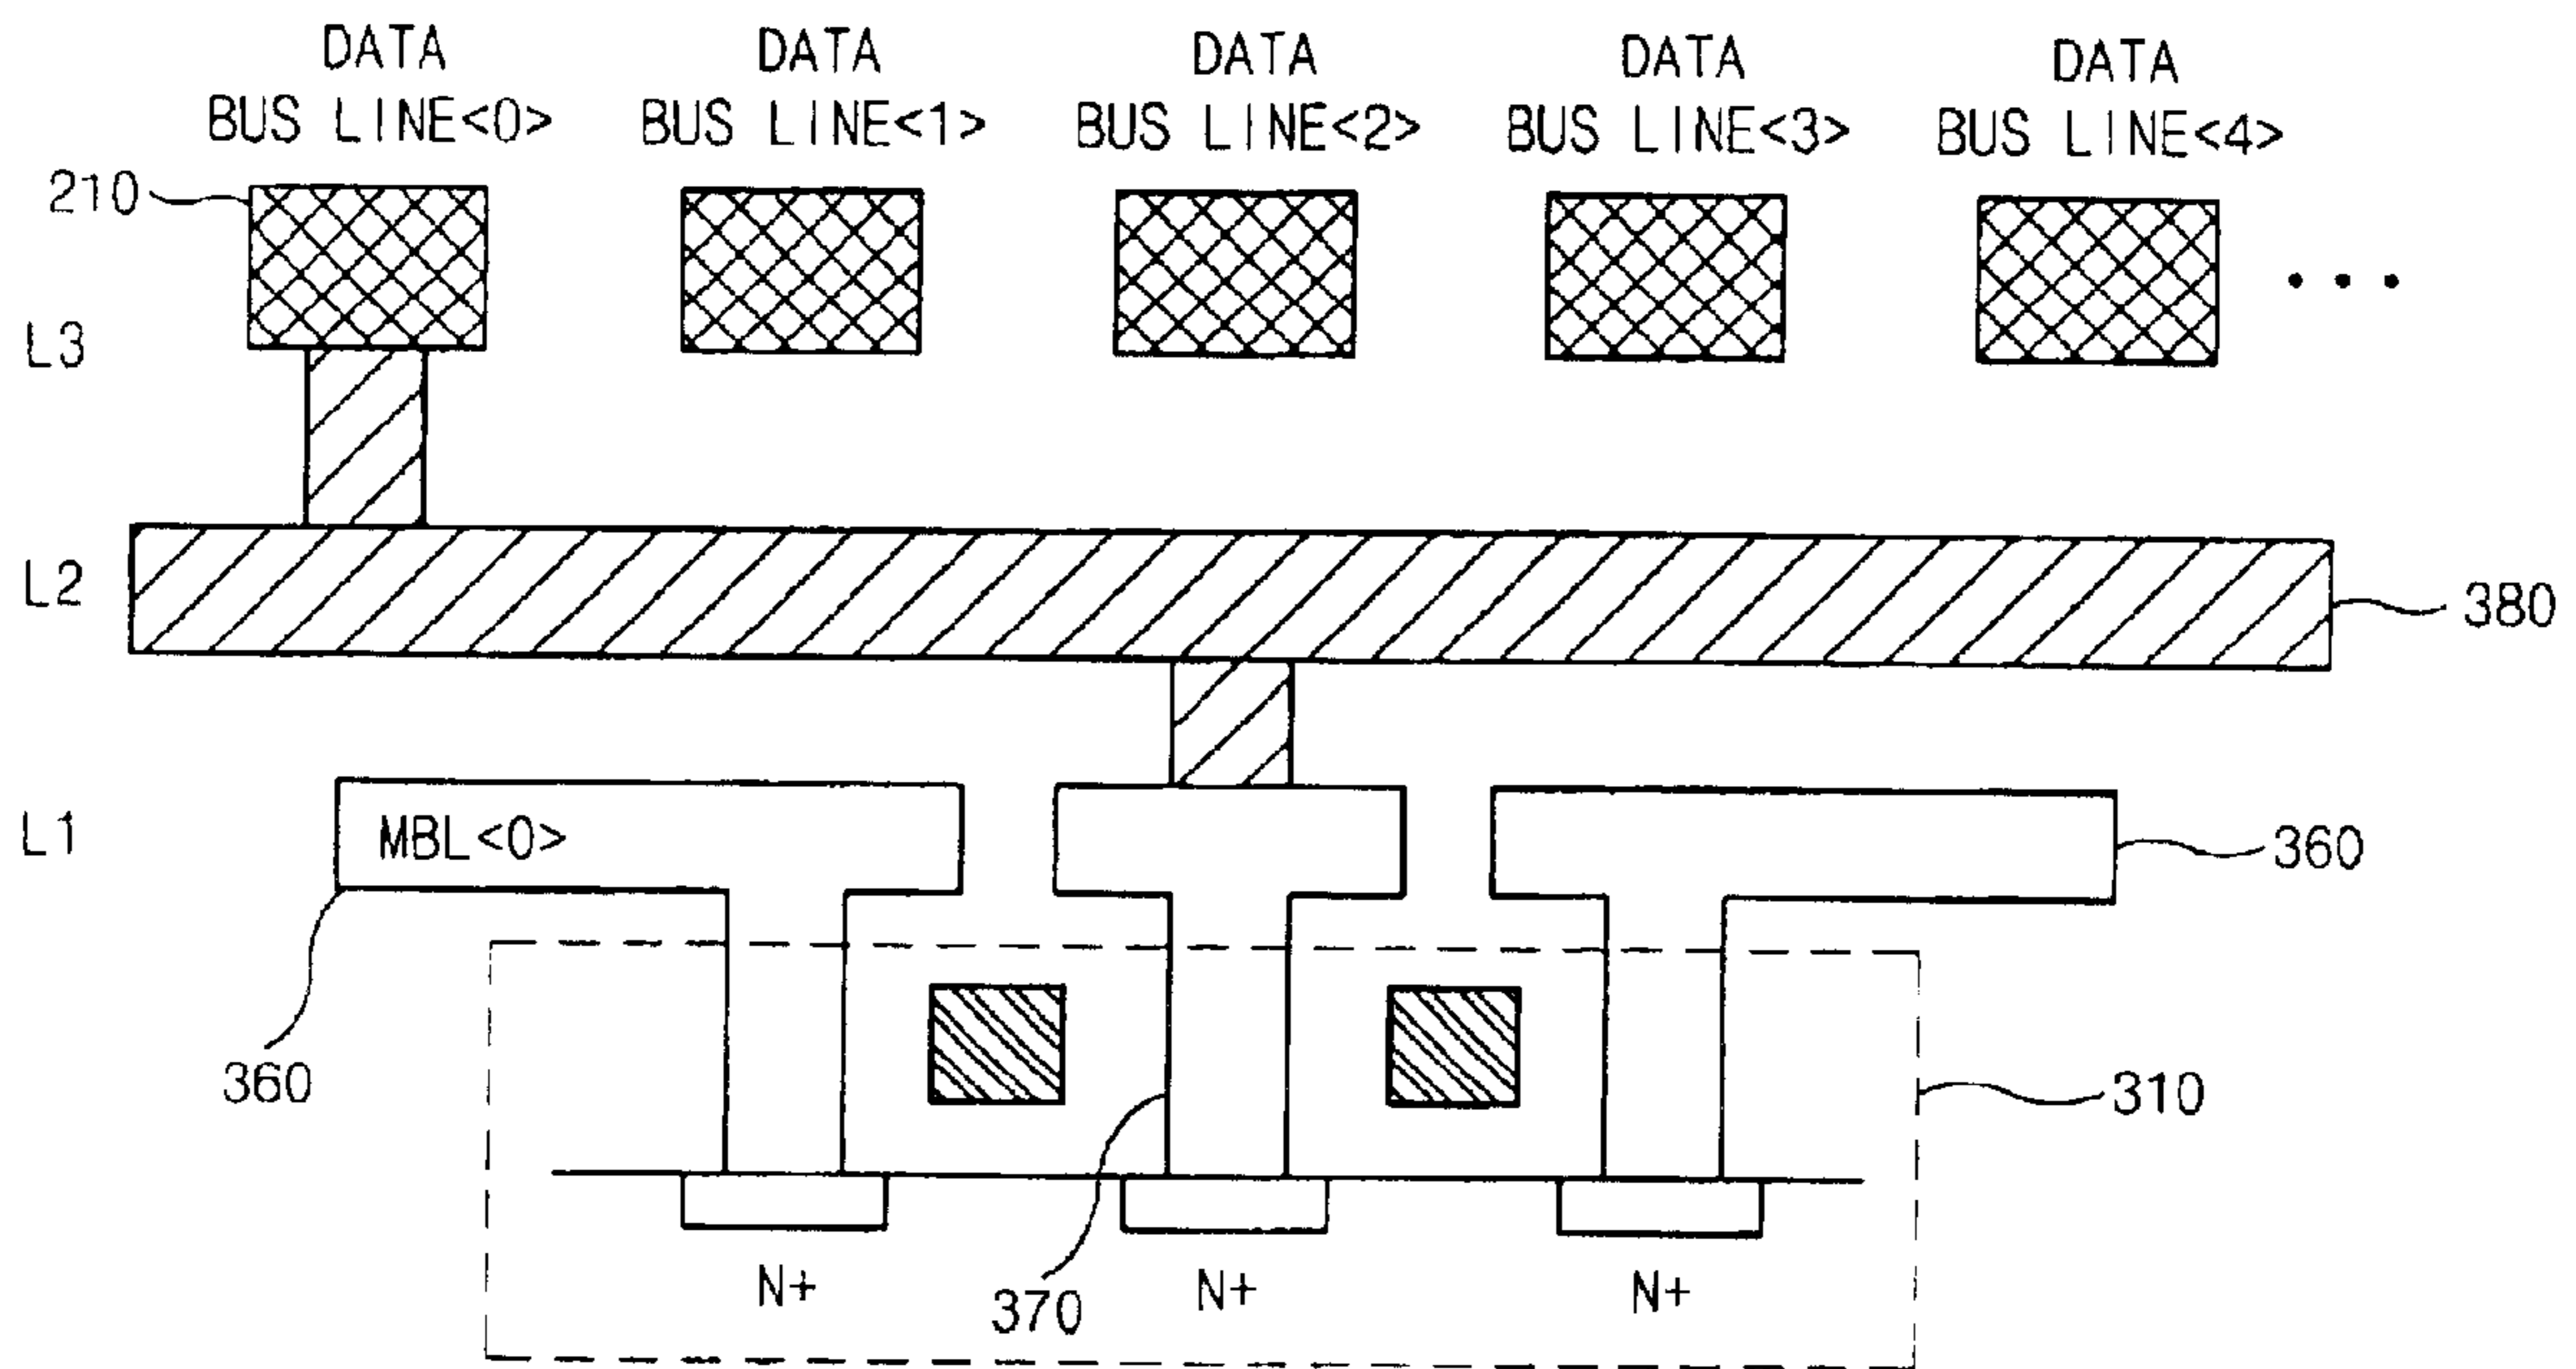 DATA
BUS LINE<0>
DATA
BUS LINE<1>
DATA
BUS LINE<2>
DATA
BUS LINE<3>
DATA
BUS LINE<4>
210
L3
L2
380
L1
MBL<0>
360
360
310
370
N+
N+
N+